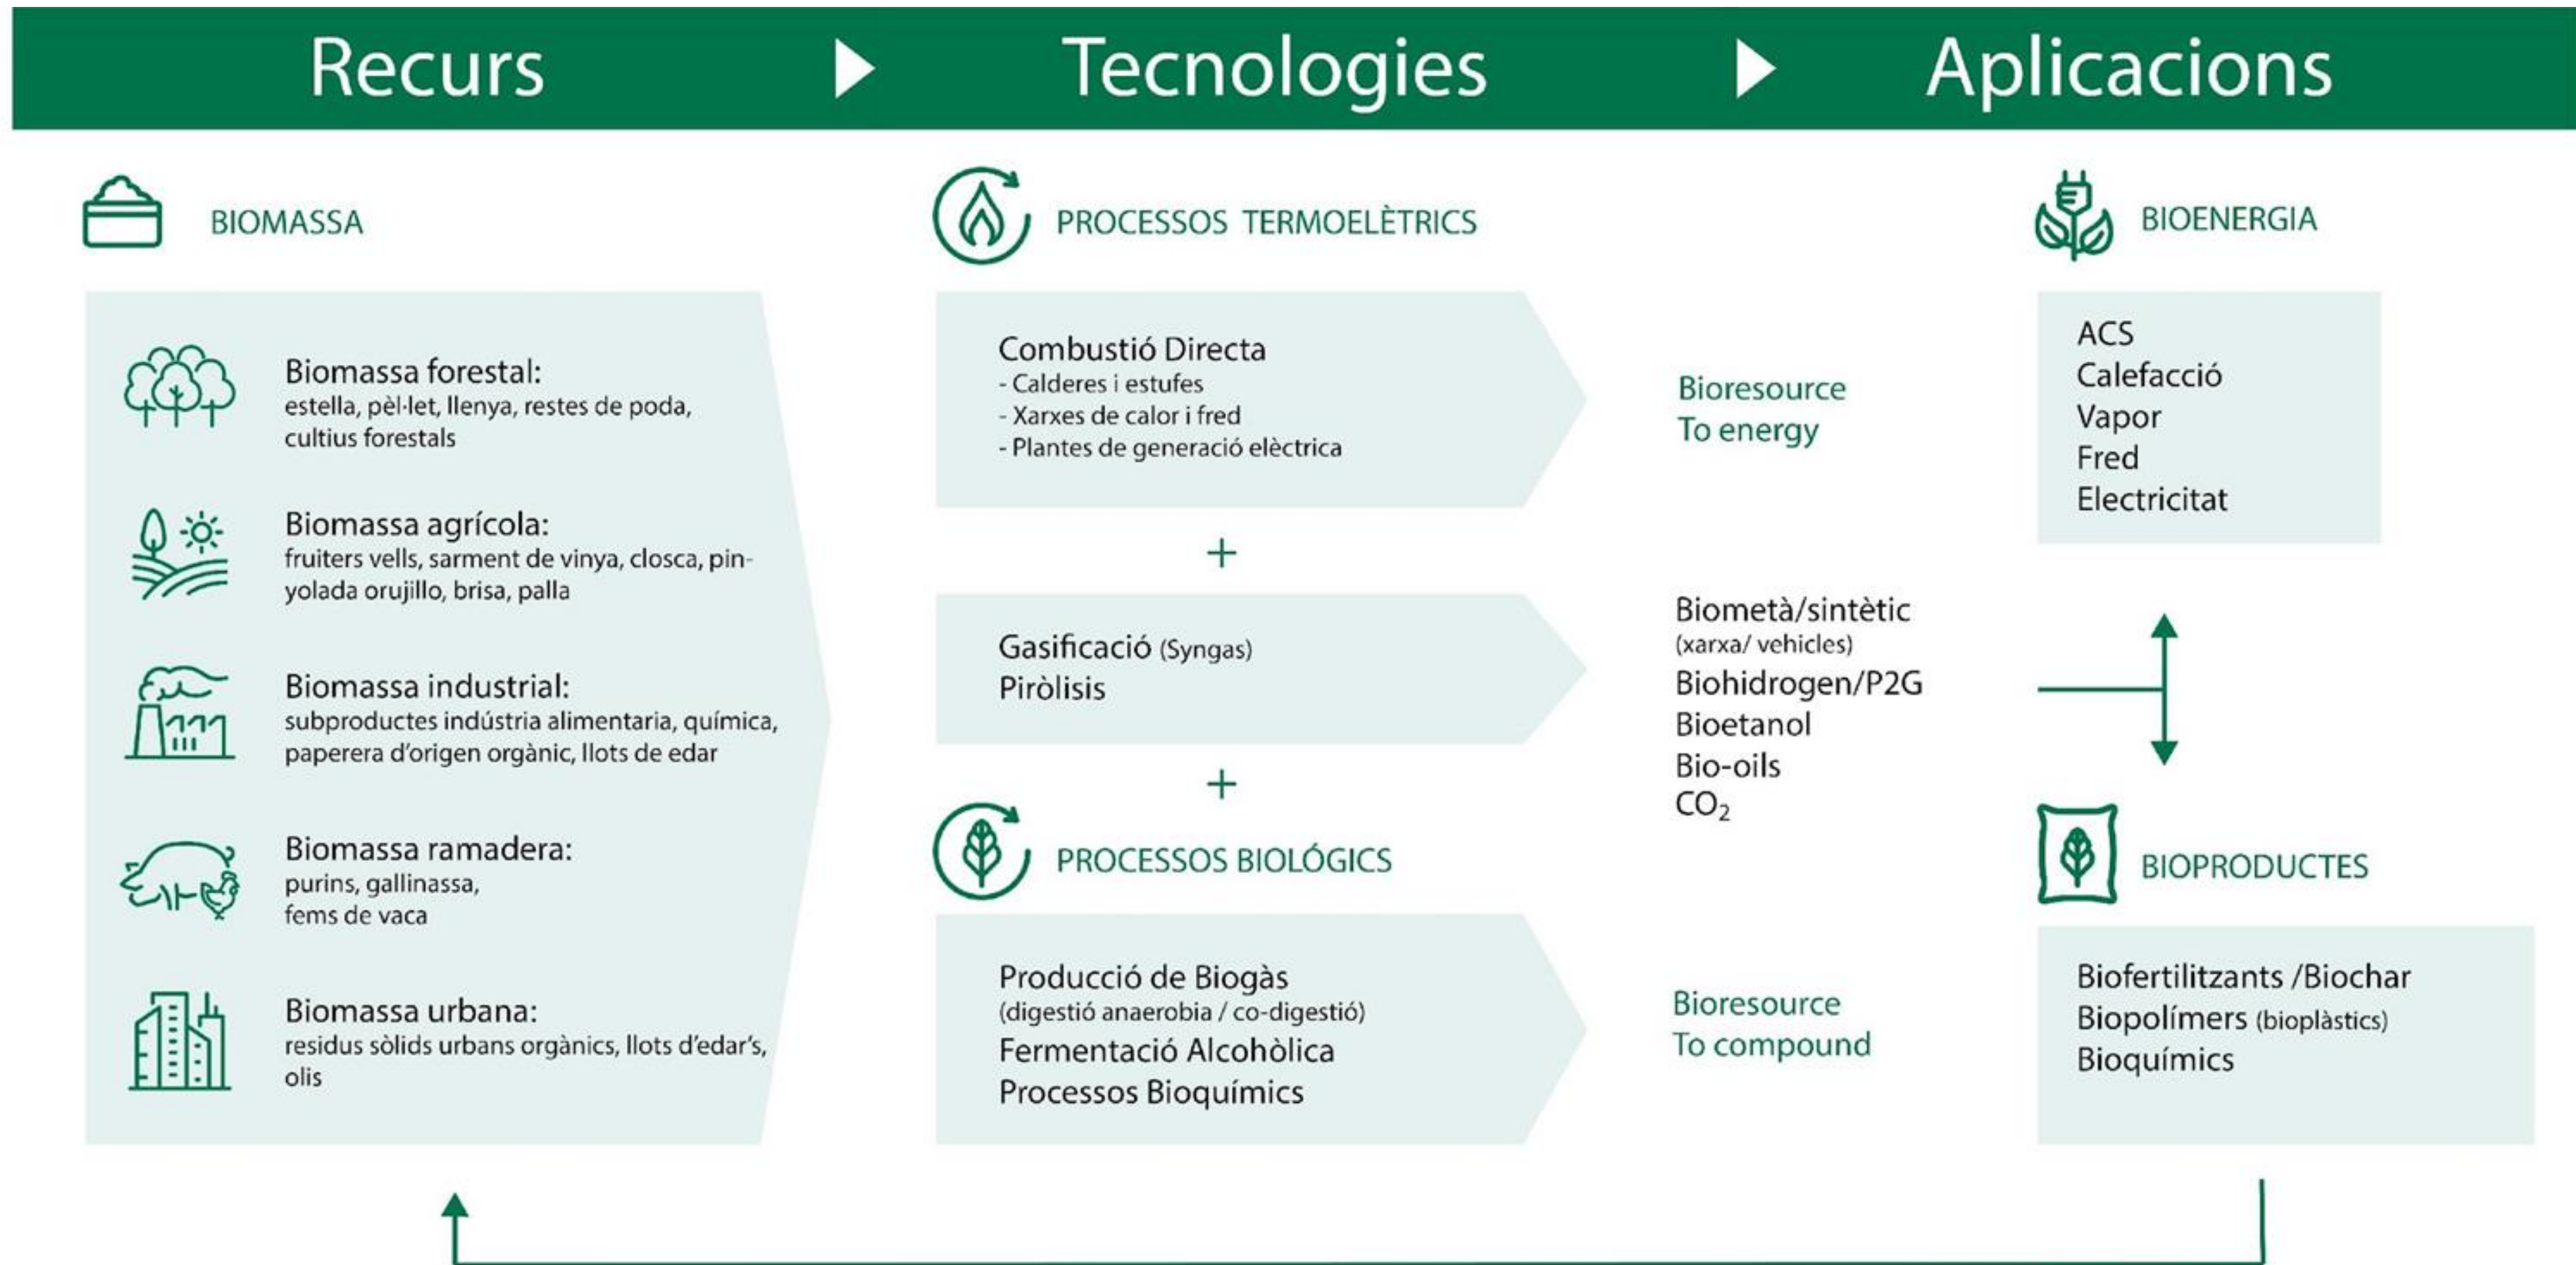 Recurs
Tecnologies
Aplicacions
BIOMASSA
Biomassa forestal:
estella, pèl·let, llenya, restes de poda,
cultius forestals
Biomassa agrícola:
fruiters vells, sarment de vinya, closca, pin-
yolada orujillo, brisa, palla
Biomassa industrial:
subproductes indústria alimentaria, química,
paperera d'origen orgànic, llots de edar
Biomassa ramadera:
purins, gallinassa,
fems de vaca
Biomassa urbana:
residus sòlids urbans orgànics, llots d'edar's,
olis
PROCESSOS TERMOELÈTRICS
Combustió Directa
- Calderes i estufes
- Xarxes de calor i fred
- Plantes de generació elèctrica
+
Gasificació (Syngas)
Piròlisis
+
PROCESSOS BIOLÓGICS
Producció de Biogàs
(digestió anaerobia / co-digestió)
Fermentació Alcohòlica
Processos Bioquímics
Bioresource
To energy
Biometà/sintètic
(xarxa/ vehicles)
Biohidrogen/P2G
Bioetanol
Bio-oils
CO₂
Bioresource
To compound
BIOENERGIA
ACS
Calefacció
Vapor
Fred
Electricitat
BIOPRODUCTES
Biofertilitzants /Biochar
Biopolímers (bioplàstics)
Bioquímics